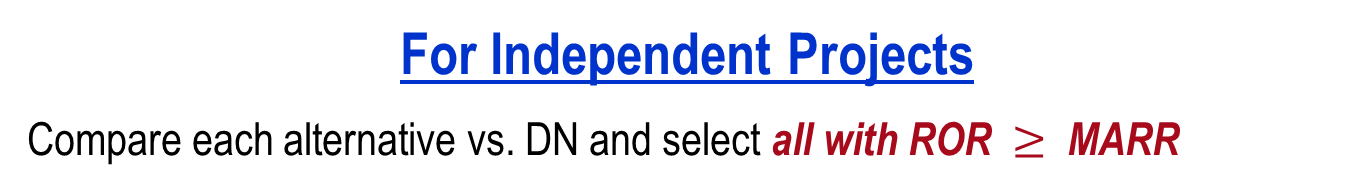 For Independent Projects
Compare each alternative vs. DN and select all with ROR ≥ MARR